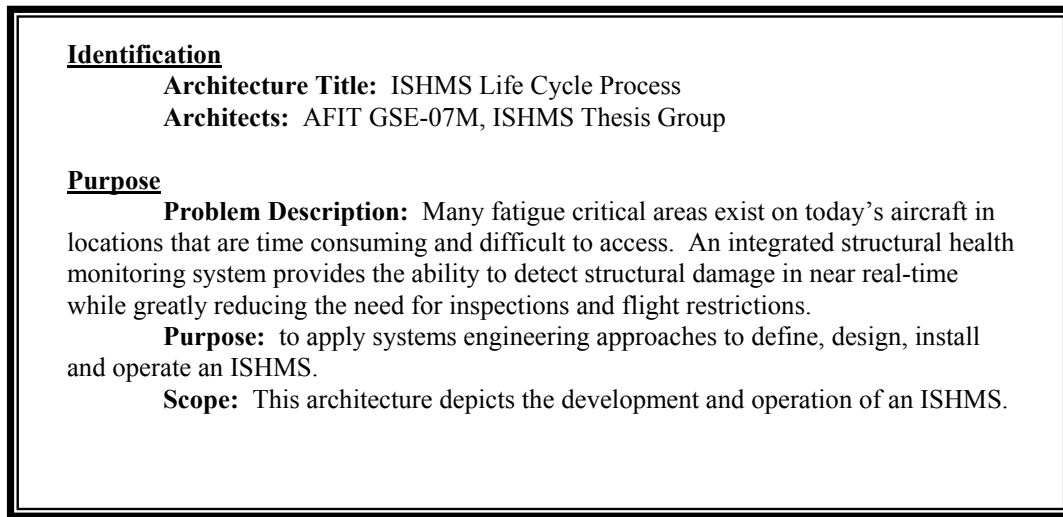 Identification
Architecture Title: ISHMS Life Cycle Process
Architects: AFIT GSE-07M, ISHMS Thesis Group
Purpose
Problem Description: Many fatigue critical areas exist on today’s aircraft in
locations that are time consuming and difficult to access. An integrated structural health
monitoring system provides the ability to detect structural damage in near real-time
while greatly reducing the need for inspections and flight restrictions.
Purpose: to apply systems engineering approaches to define, design, install
and operate an ISHMS.
Scope: This architecture depicts the development and operation of an ISHMS.